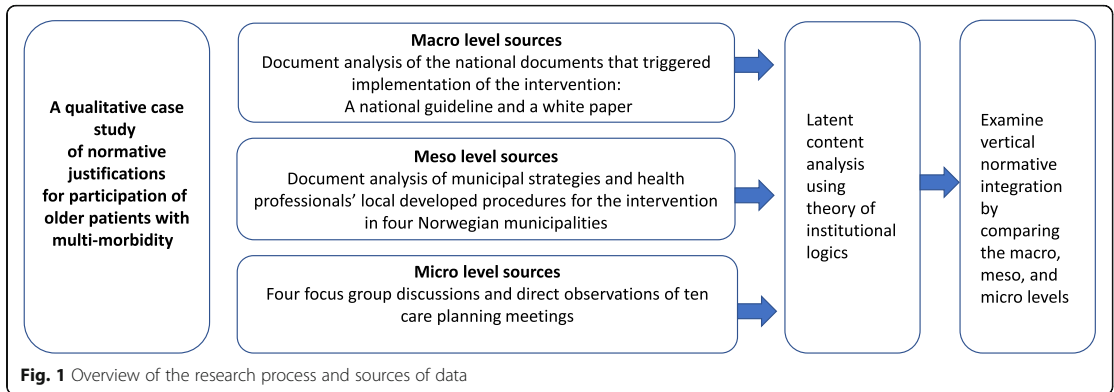 A qualitative case
study
of normative
justifications
for participation of
older patients with
multi-morbidity
Macro level sources
Document analysis of the national documents that triggered
implementation of the intervention:
A national guideline and a white paper
Meso level sources
Document analysis of municipal strategies and health
professionals’ local developed procedures for the intervention
in four Norwegian municipalities
Micro level sources
Four focus group discussions and direct observations of ten
care planning meetings
Latent
content
analysis
using
theory of
institutional
logics
Examine
vertical
normative
integration
by
comparing
the macro,
meso, and
micro levels
Fig. 1 Overview of the research process and sources of data